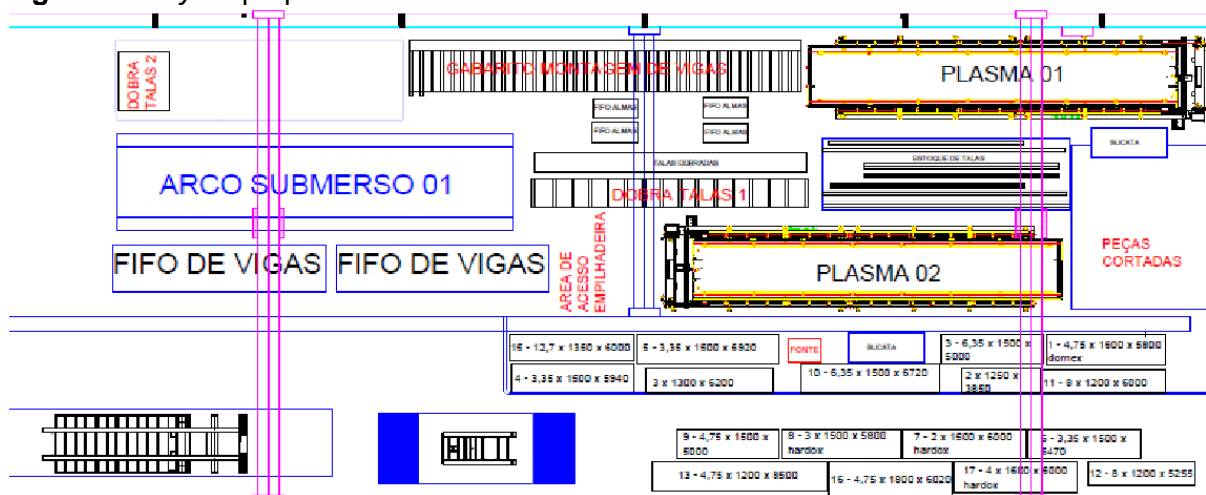 DOBRA
TALAS 2
GABARITO MONTAGEM DE VIGAS
PLASMA 01
FIFO ALMAS
FIFO ALMAS
FIFO ALMAS
FIFO ALMAS
SUCATA
TALAS DOBRADAS
ESTOQUE DE TALAS
ARCO SUBMERSO 01
DOBRA TALAS 1
FIFO DE VIGAS
FIFO DE VIGAS
AREA DE
ACESSO
EMPILHADEIRA
PLASMA 02
PEÇAS
CORTADAS
15 - 12,7 x 1350 x 6000
5 - 3,35 x 1500 x 6920
FONTE
SUCATA
3 - 6,35 x 1500 x
5000
1 - 4,75 x 1600 x 5800
domex
4 - 3,35 x 1500 x 5940
3 x 1300 x 6200
10 - 6,35 x 1500 x 6720
2 x 1250 x
3850
11 - 8 x 1200 x 6000
9 - 4,75 x 1500 x
5000
8 - 3 x 1500 x 5800
hardox
7 - 2 x 1500 x 6000
hardox
- 3,35 x 1500 x
6470
13 - 4,75 x 1200 x 8500
16 - 4,75 x 1800 x 6020
17 - 4 x 1600 x 6000
hardox
12 - 8 x 1200 x 5255